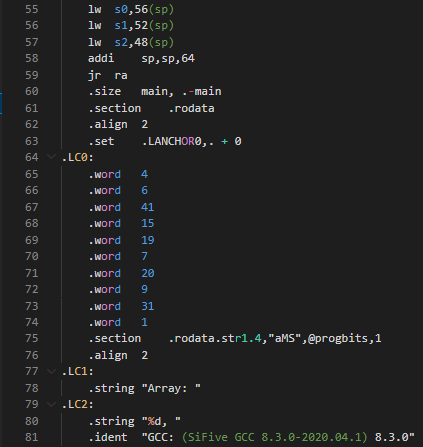 55 lw s0,56(sp)
56 lw s1,52(sp)
57 lw s2,48(sp)
58 addi sp,sp,64
59 jr ra
60 .size main, .-main
61 .section .rodata
62 .align 2
63 .set .LANCHOR0,. + 0
64 .LC0:
65 .word 4
66 .word 6
67 .word 41
68 .word 15
69 .word 19
70 .word 7
71 .word 20
72 .word 9
73 .word 31
74 .word 1
75 .section .rodata.str1.4,"aMS",@progbits,1
76 .align 2
77 .LC1:
78 .string "Array: "
79 .LC2:
80 .string "%d, "
81 .ident "GCC: (SiFive GCC 8.3.0-2020.04.1) 8.3.0"